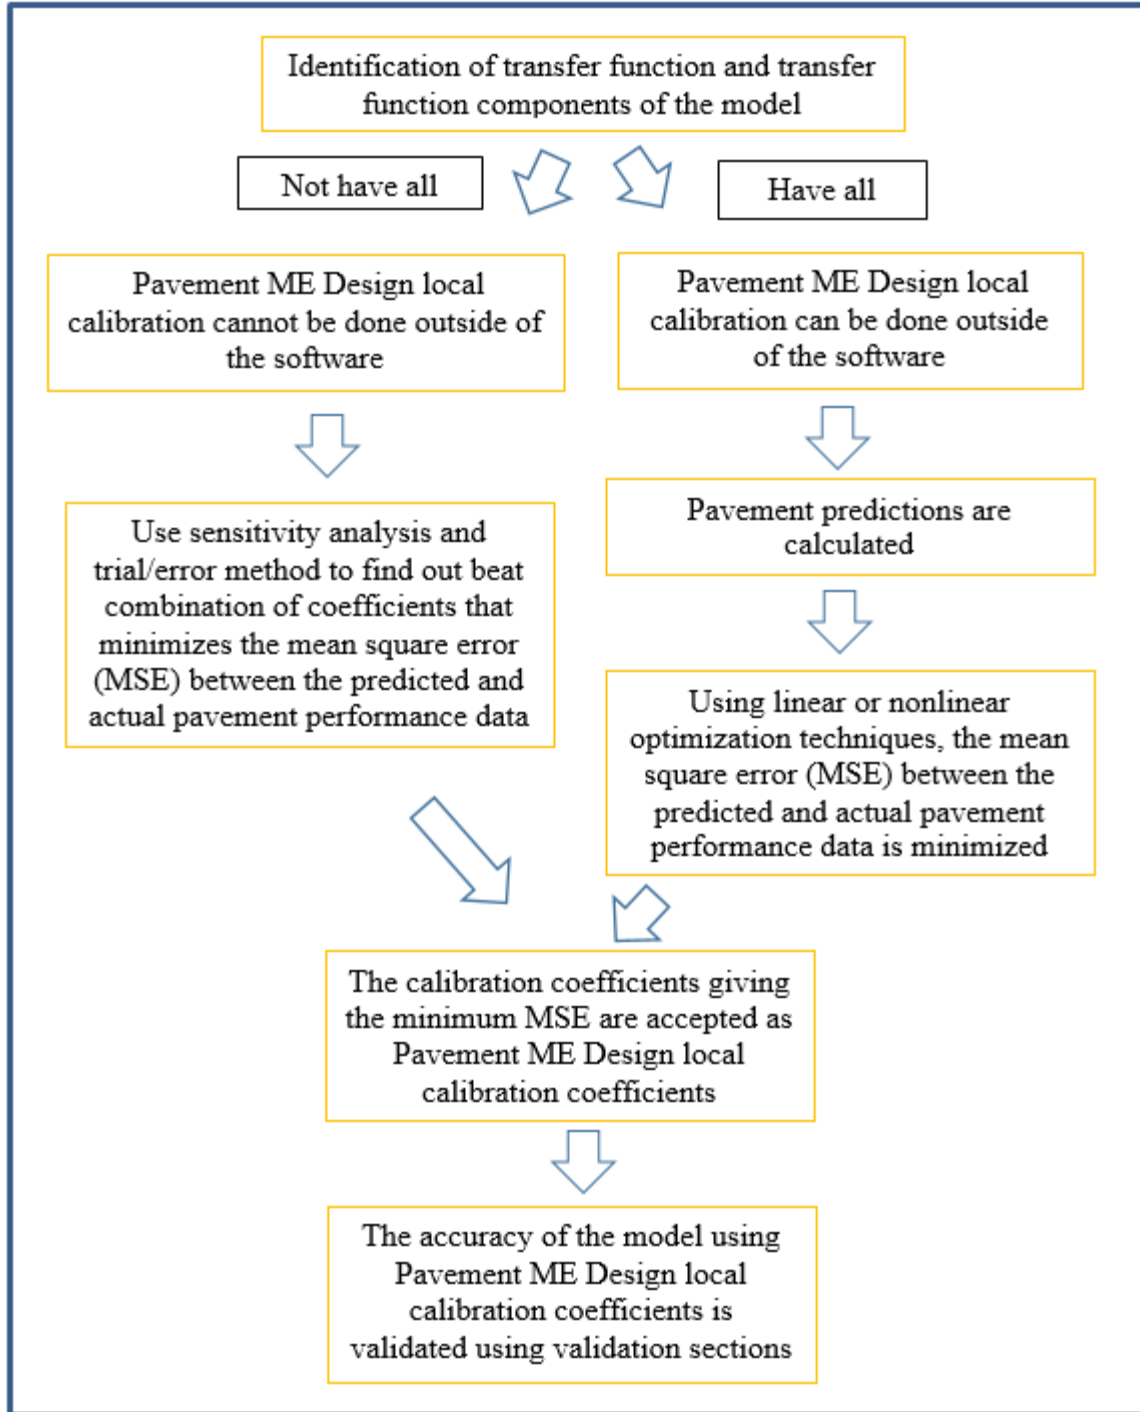 Identification of transfer function and transfer
function components of the model
Not have all
Have all
Pavement ME Design local
calibration cannot be done outside of
the software
Pavement ME Design local
calibration can be done outside
of the software
Use sensitivity analysis and
trial/error method to find out beat
combination of coefficients that
minimizes the mean square error
(MSE) between the predicted and
actual pavement performance data
Pavement predictions are
calculated
Using linear or nonlinear
optimization techniques, the mean
square error (MSE) between the
predicted and actual pavement
performance data is minimized
The calibration coefficients giving
the minimum MSE are accepted as
Pavement ME Design local
calibration coefficients
The accuracy of the model using
Pavement ME Design local
calibration coefficients is
validated using validation sections